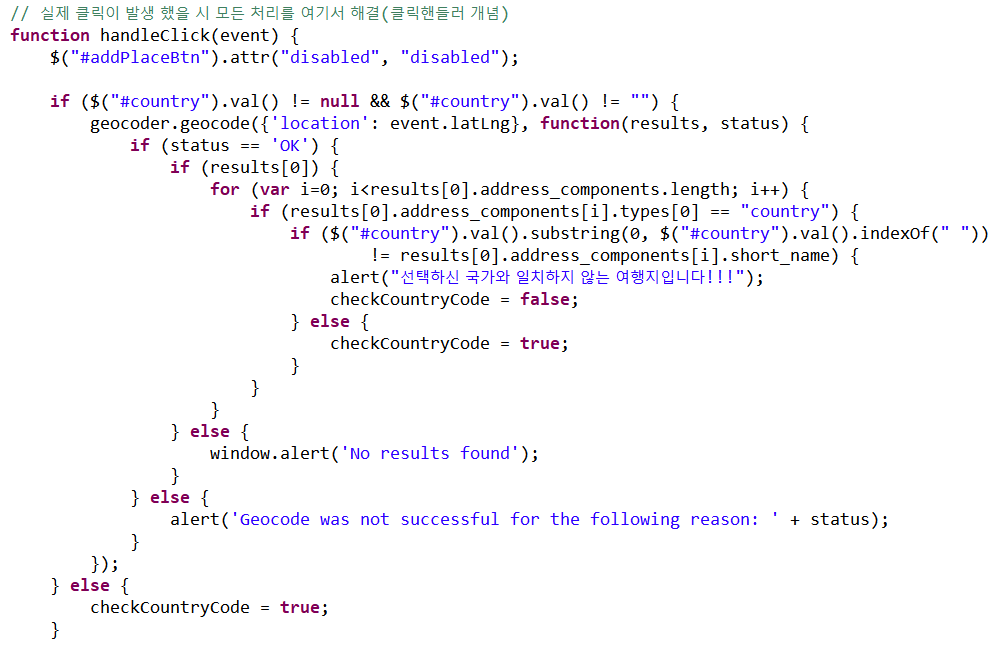 // 실제 클릭이 발생 했을 시 모든 처리를 여기서 해결(클릭핸들러 개념)
function handleClick(event) {
    $("#addPlaceBtn").attr("disabled", "disabled");

    if ($("#country").val() != null && $("#country").val() != "") {
        geocoder.geocode({'location': event.latLng}, function(results, status) {
            if (status == 'OK') {
                if (results[0]) {
                    for (var i=0; i<results[0].address_components.length; i++) {
                        if (results[0].address_components[i].types[0] == "country") {
                            if ($("#country").val().substring(0, $("#country").val().indexOf(" "))
                                    != results[0].address_components[i].short_name) {
                                alert("선택하신 국가와 일치하지 않는 여행지입니다!!!");
                                checkCountryCode = false;
                            } else {
                                checkCountryCode = true;
                            }
                        }
                    }
                } else {
                    window.alert('No results found');
                }
            } else {
                alert('Geocode was not successful for the following reason: ' + status);
            }
        });
    } else {
        checkCountryCode = true;
    }